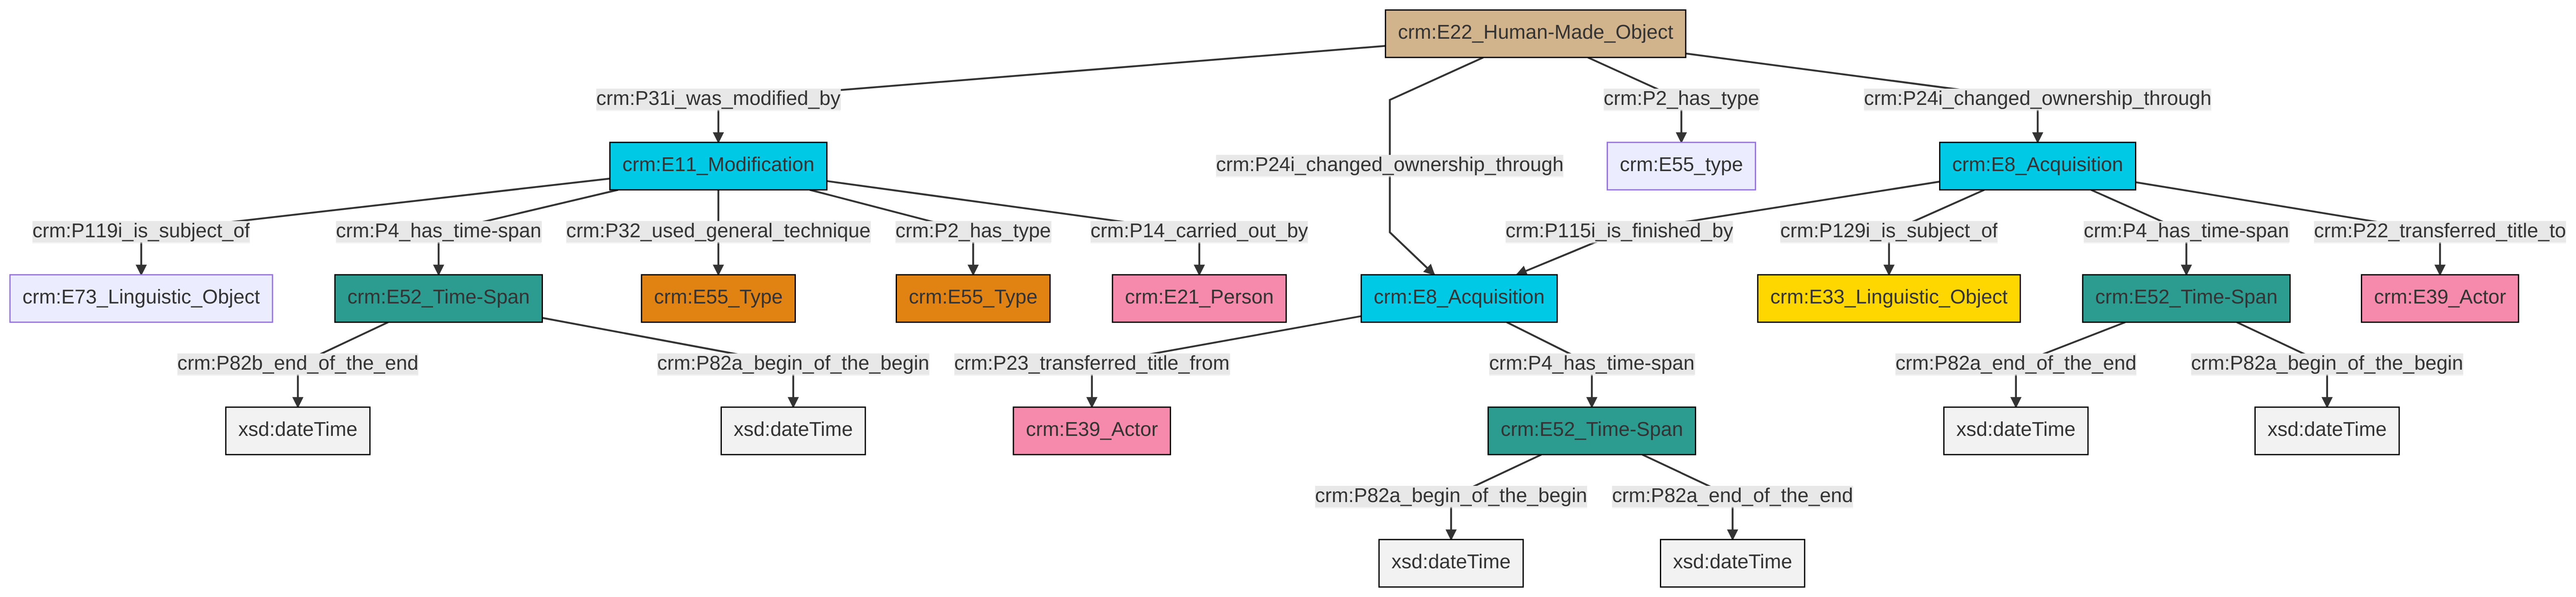 crm:E22_Human-Made_Object
crm:P31i_was_modified_by
crm:P2_has_type
crm:P24i_changed_ownership_through
crm:E11_Modification
crm:P24i_changed_ownership_through
crm:E55_type
crm:E8_Acquisition
crm:P119i_is_subject_of
crm:P4_has_time-span
crm:P32_used_general_technique
crm:P2_has_type
crm:P14_carried_out_by
crm:P115i_is_finished_by
crm:P129i_is_subject_of
crm:P4_has_time-span
crm:P22_transferred_title_to
crm:E73_Linguistic_Object
crm:E52_Time-Span
crm:E55_Type
crm:E55_Type
crm:E21_Person
crm:E8_Acquisition
crm:E33_Linguistic_Object
crm:E52_Time-Span
crm:E39_Actor
crm:P82b_end_of_the_end
crm:P82a_begin_of_the_begin
crm:P23_transferred_title_from
crm:P4_has_time-span
crm:P82a_end_of_the_end
crm:P82a_begin_of_the_begin
xsd:dateTime
xsd:dateTime
crm:E39_Actor
crm:E52_Time-Span
xsd:dateTime
xsd:dateTime
crm:P82a_begin_of_the_begin
crm:P82a_end_of_the_end
xsd:dateTime
xsd:dateTime